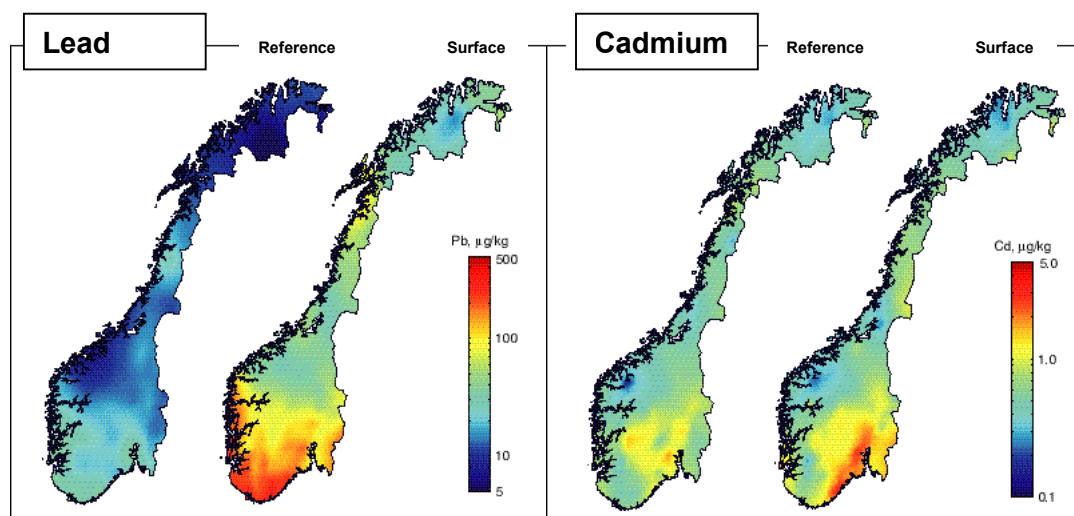 Lead
Reference
Surface
Cadmium
Reference
Surface
Pb, µg/kg
500
100
10
5
Cd, µg/kg
5.0
1.0
0.1